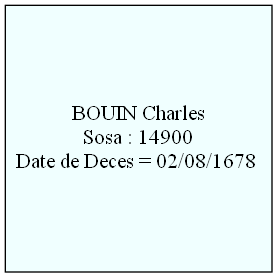 BOUIN Charles
Sosa : 14900
Date de Deces = 02/08/1678